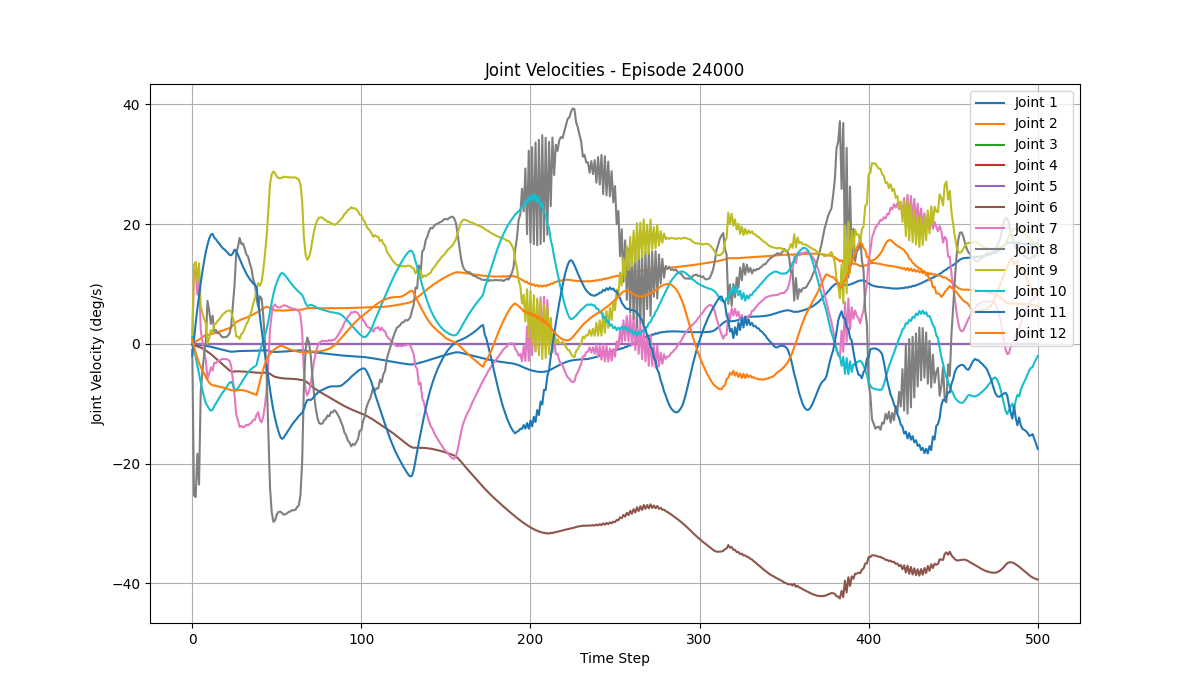 Joint Velocities - Episode 24000
Joint Velocity (deg/s)
40
20
0
−20
−40
0
100
200
300
400
500
Time Step
Joint 1
Joint 2
Joint 3
Joint 4
Joint 5
Joint 6
Joint 7
Joint 8
Joint 9
Joint 10
Joint 11
Joint 12